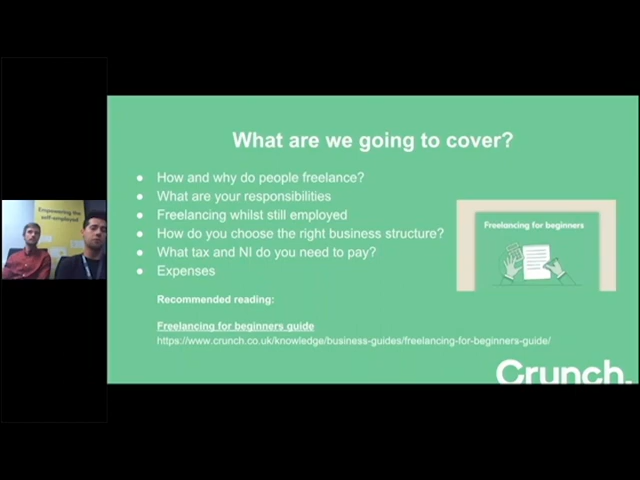 What are we going to cover?
● How and why do people freelance?
● What are your responsibilities
● Freelancing whilst still employed
● How do you choose the right business structure?
● What tax and NI do you need to pay?
● Expenses
Recommended reading:
Freelancing for beginners guide
https://www.crunch.co.uk/knowledge/business-guides/freelancing-for-beginners-guide/
Freelancing for beginners
Crunch.
Empowering the
self-employed